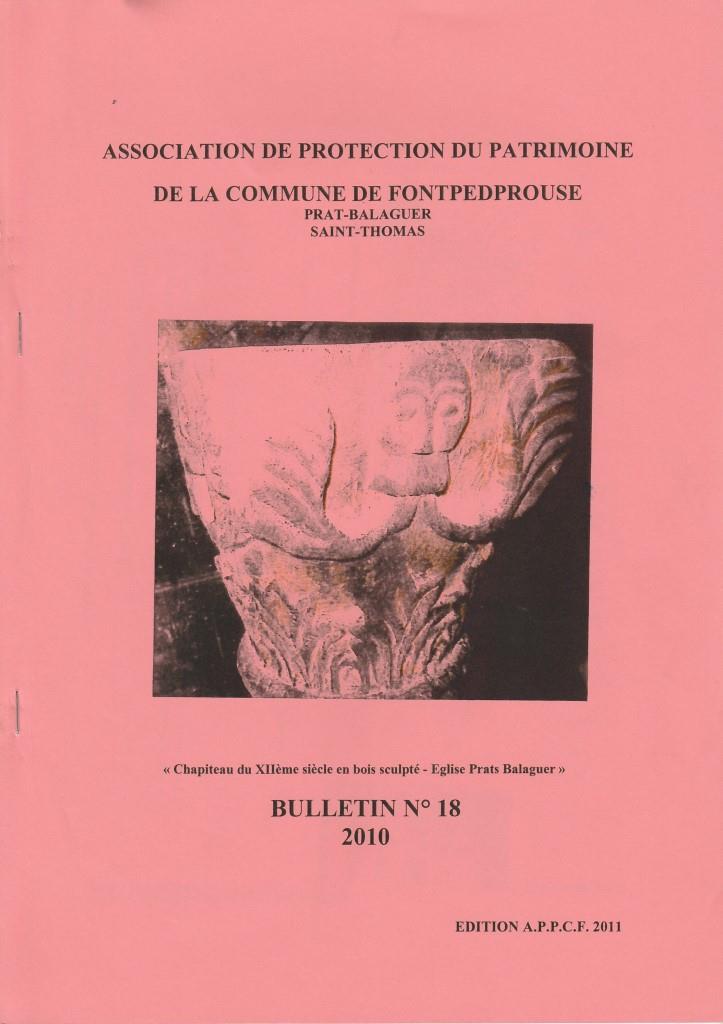 ASSOCIATION DE PROTECTION DU PATRIMOINE
DE LA COMMUNE DE FONTPEDPROUSE
PRAT-BALAGUER
SAINT-THOMAS
« Chapiteau du XIIème siècle en bois sculpté - Eglise Prats Balaguer »
BULLETIN N° 18
2010
EDITION A.P.P.C.F. 2011